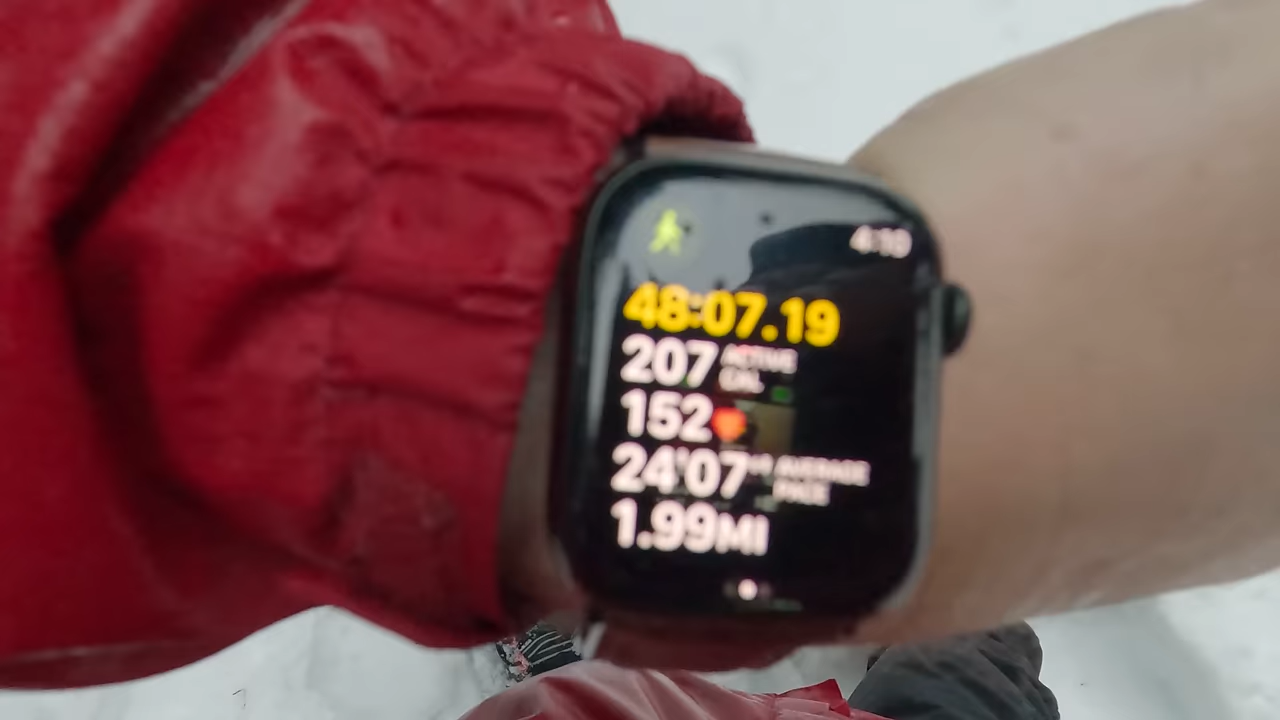 4:10
48:07.19
207 ACTIVE
CAL
152
24'07" AVERAGE
PACE
1.99MI